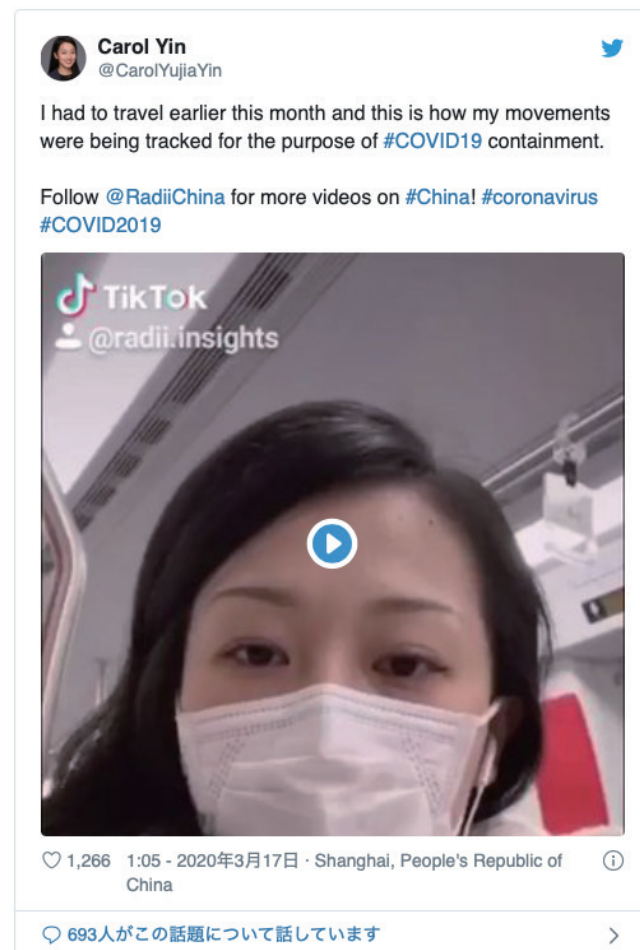 Carol Yin
@CarolYujiaYin
I had to travel earlier this month and this is how my movements
were being tracked for the purpose of #COVID19 containment.
Follow @RadiiChina for more videos on #China! #coronavirus
#COVID2019
TikTok
@radii.insights
1,266 1:05 - 2020年3月17日 · Shanghai, People's Republic of
China
693人がこの話題について話しています